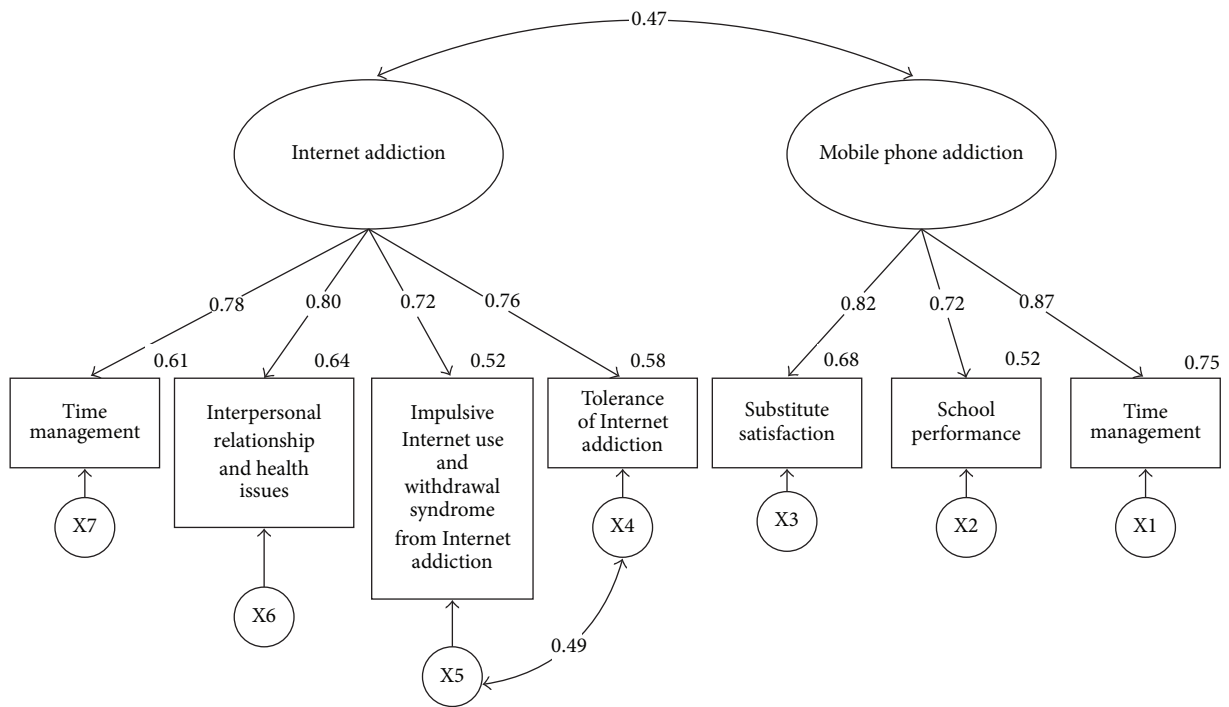 0.47
Internet addiction
Mobile phone addiction
0.78
0.80
0.72
0.76
0.82
0.72
0.87
0.61
0.64
0.52
0.58
0.68
0.52
0.75
Time
management
Interpersonal
relationship
and health
issues
Impulsive
Internet use
and
withdrawal
syndrome
from Internet
addiction
Tolerance
of Internet
addiction
Substitute
satisfaction
School
performance
Time
management
X7
X6
X5
X4
X3
X2
X1
0.49